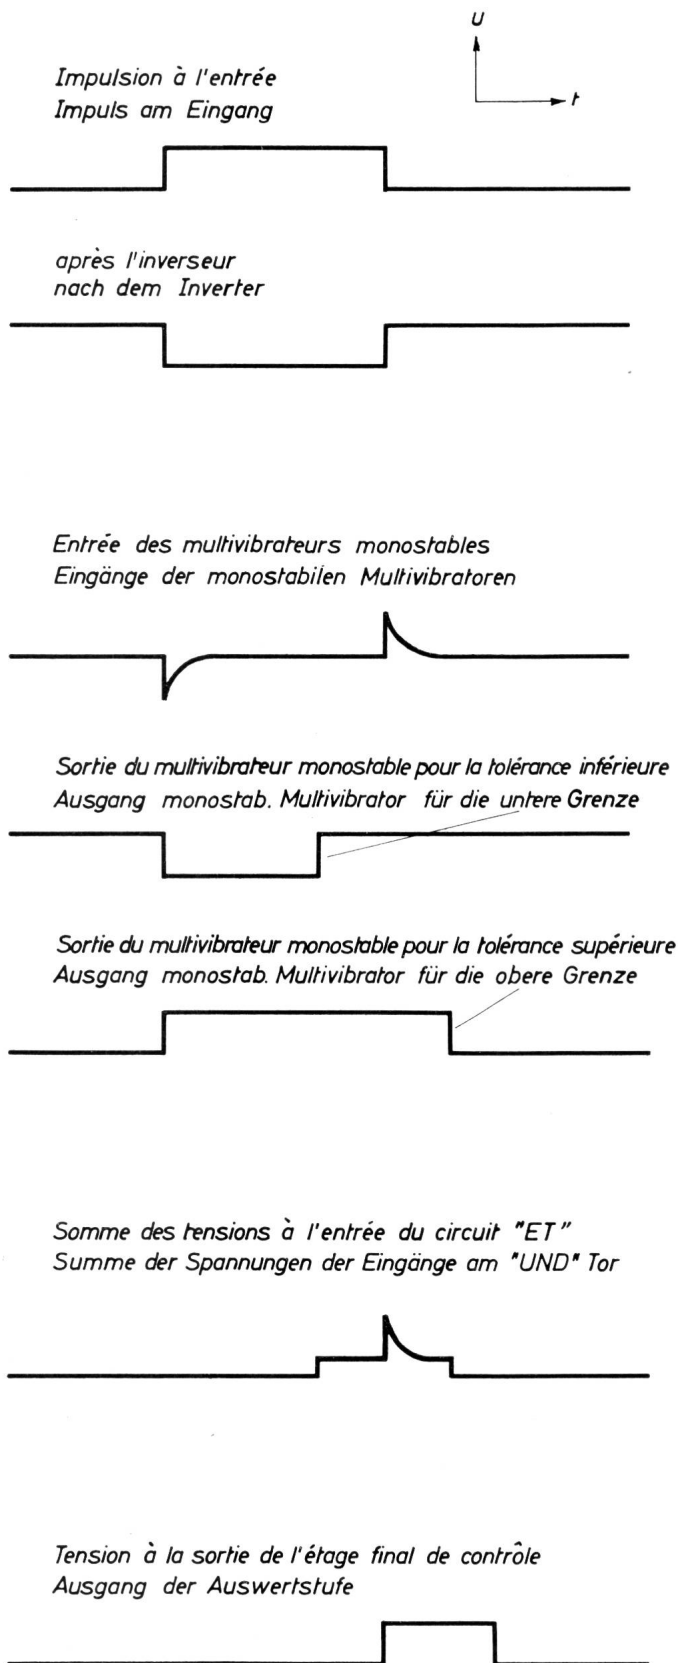 U
t
Impulsion à l'entrée
Impuls am Eingang
après l'inverseur
nach dem Inverter
Entrée des multivibrateurs monostables
Eingänge der monostabilen Multivibratoren
Sortie du multivibrateur monostable pour la tolérance inférieure
Ausgang monostab. Multivibrator für die untere Grenze
Sortie du multivibrateur monostable pour la tolérance supérieure
Ausgang monostab. Multivibrator für die obere Grenze
Somme des tensions à l'entrée du circuit "ET"
Summe der Spannungen der Eingänge am "UND" Tor
Tension à la sortie de l'étage final de contrôle
Ausgang der Auswertstufe